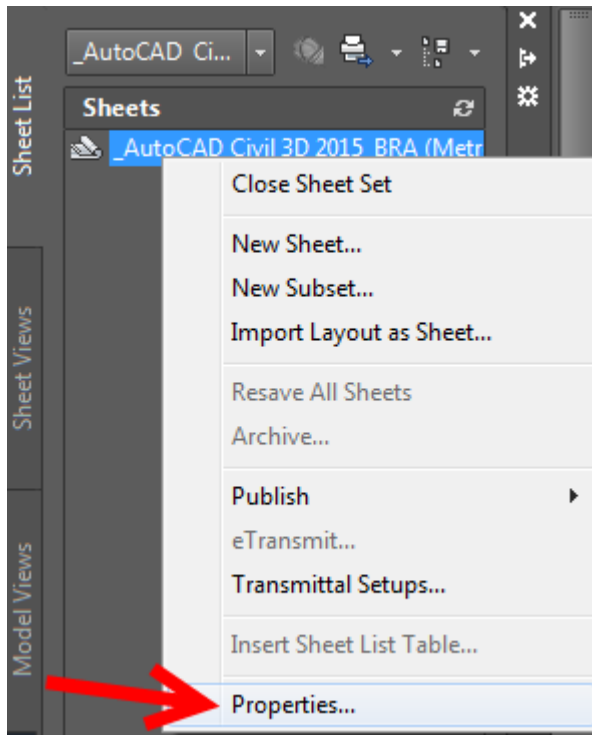 _AutoCAD Ci...
Sheets
_AutoCAD Civil 3D 2015 BRA (Metr
Close Sheet Set
New Sheet...
New Subset...
Import Layout as Sheet...
Resave All Sheets
Archive...
Publish
eTransmit...
Transmittal Setups...
Insert Sheet List Table...
Properties...
Sheet List
Sheet Views
Model Views